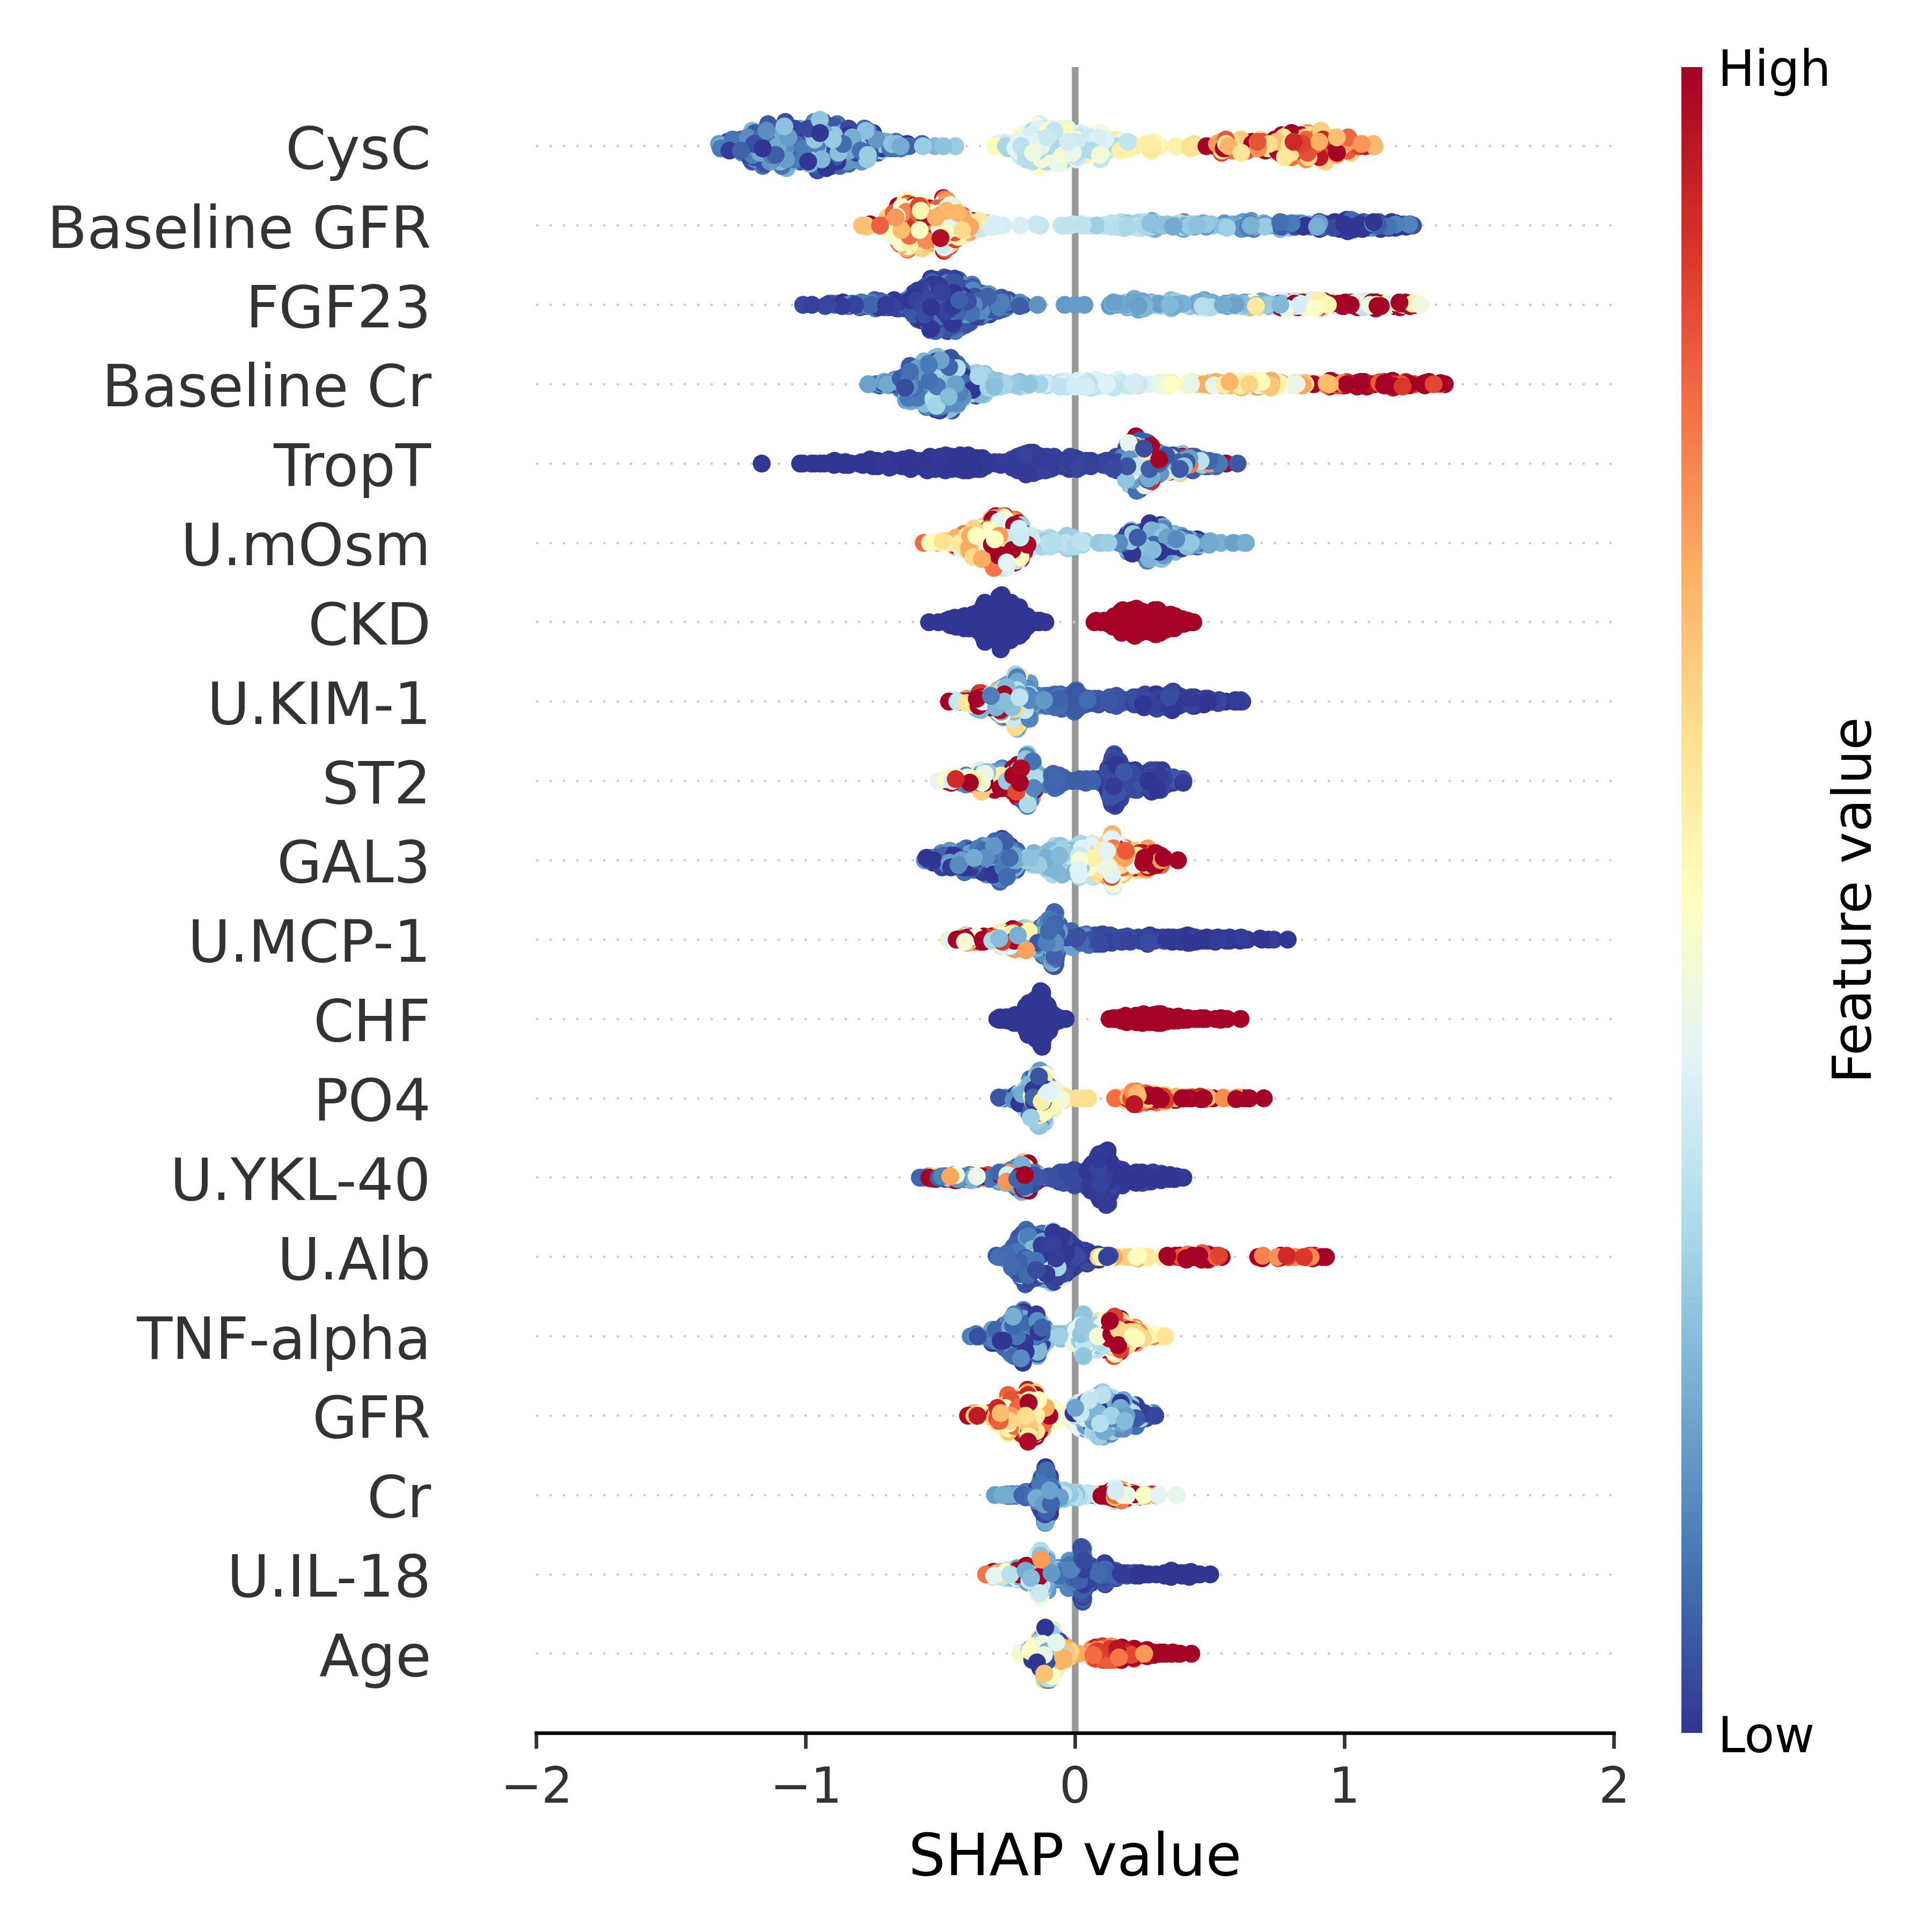 High
CysC
Baseline GFR
FGF23
Baseline Cr
TropT
U.mOsm
CKD
U.KIM-1
ST2
GAL3
U.MCP-1
CHF
PO4
U.YKL-40
U.Alb
TNF-alpha
GFR
Cr
U.IL-18
Age
Feature value
Low
−2 −1 0 1 2
SHAP value